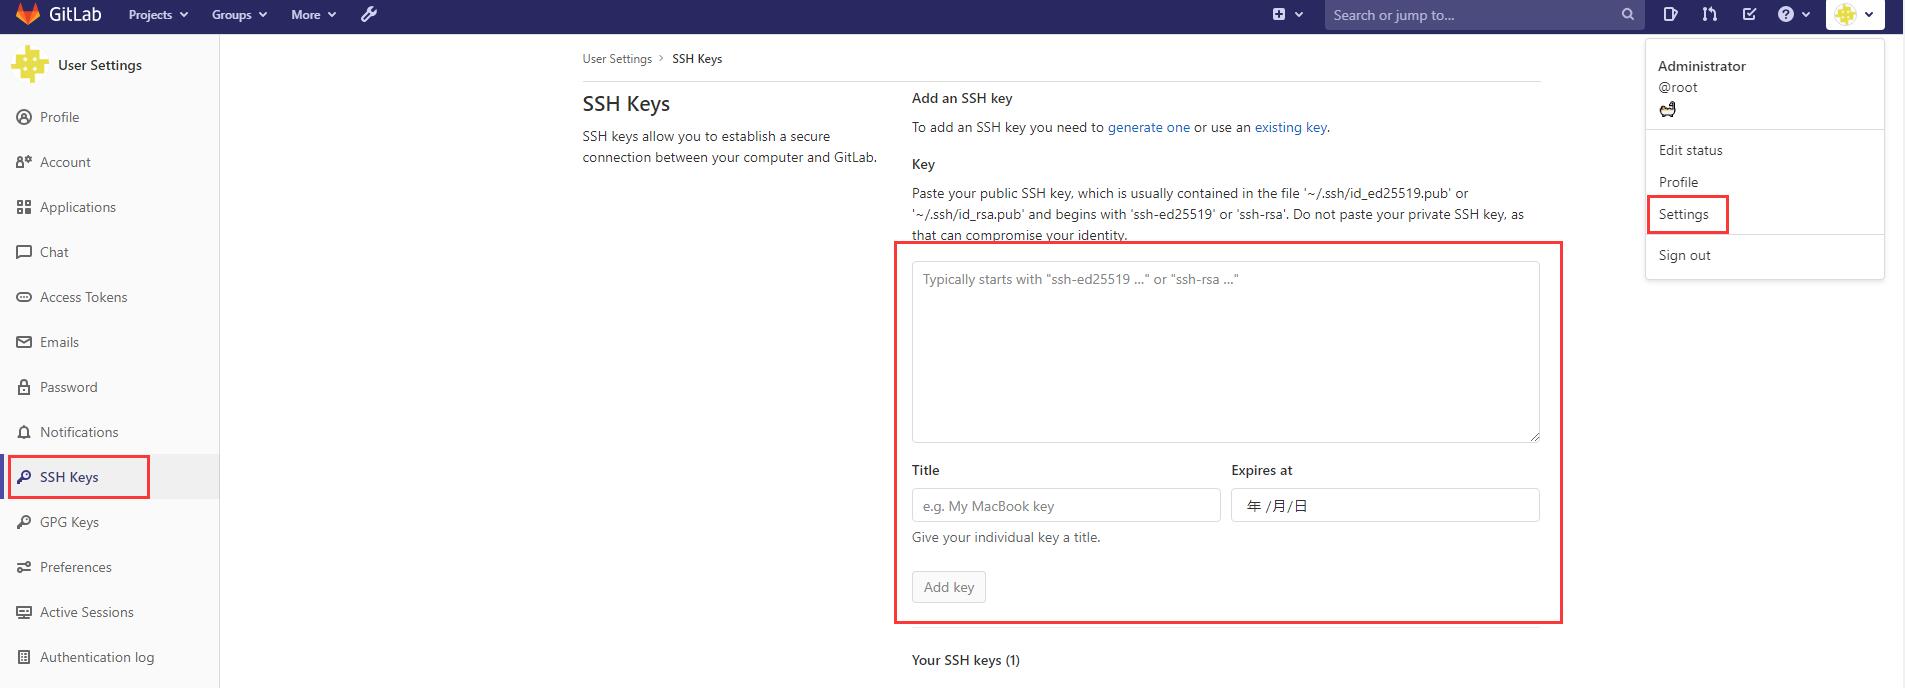 GitLab
Projects
Groups
More
Search or jump to...
User Settings
Profile
Account
Applications
Chat
Access Tokens
Emails
Password
Notifications
SSH Keys
GPG Keys
Preferences
Active Sessions
Authentication log
User Settings > SSH Keys
SSH Keys
SSH keys allow you to establish a secure
connection between your computer and GitLab.
Add an SSH key
To add an SSH key you need to generate one or use an existing key.
Key
Paste your public SSH key, which is usually contained in the file '~/.ssh/id_ed25519.pub' or
'~/.ssh/id_rsa.pub' and begins with 'ssh-ed25519' or 'ssh-rsa'. Do not paste your private SSH key, as
that can compromise your identity.
Typically starts with "ssh-ed25519 ..." or "ssh-rsa ..."
Title
Expires at
e.g. My MacBook key
年 /月/日
Give your individual key a title.
Add key
Your SSH keys (1)
Administrator
@root
Edit status
Profile
Settings
Sign out